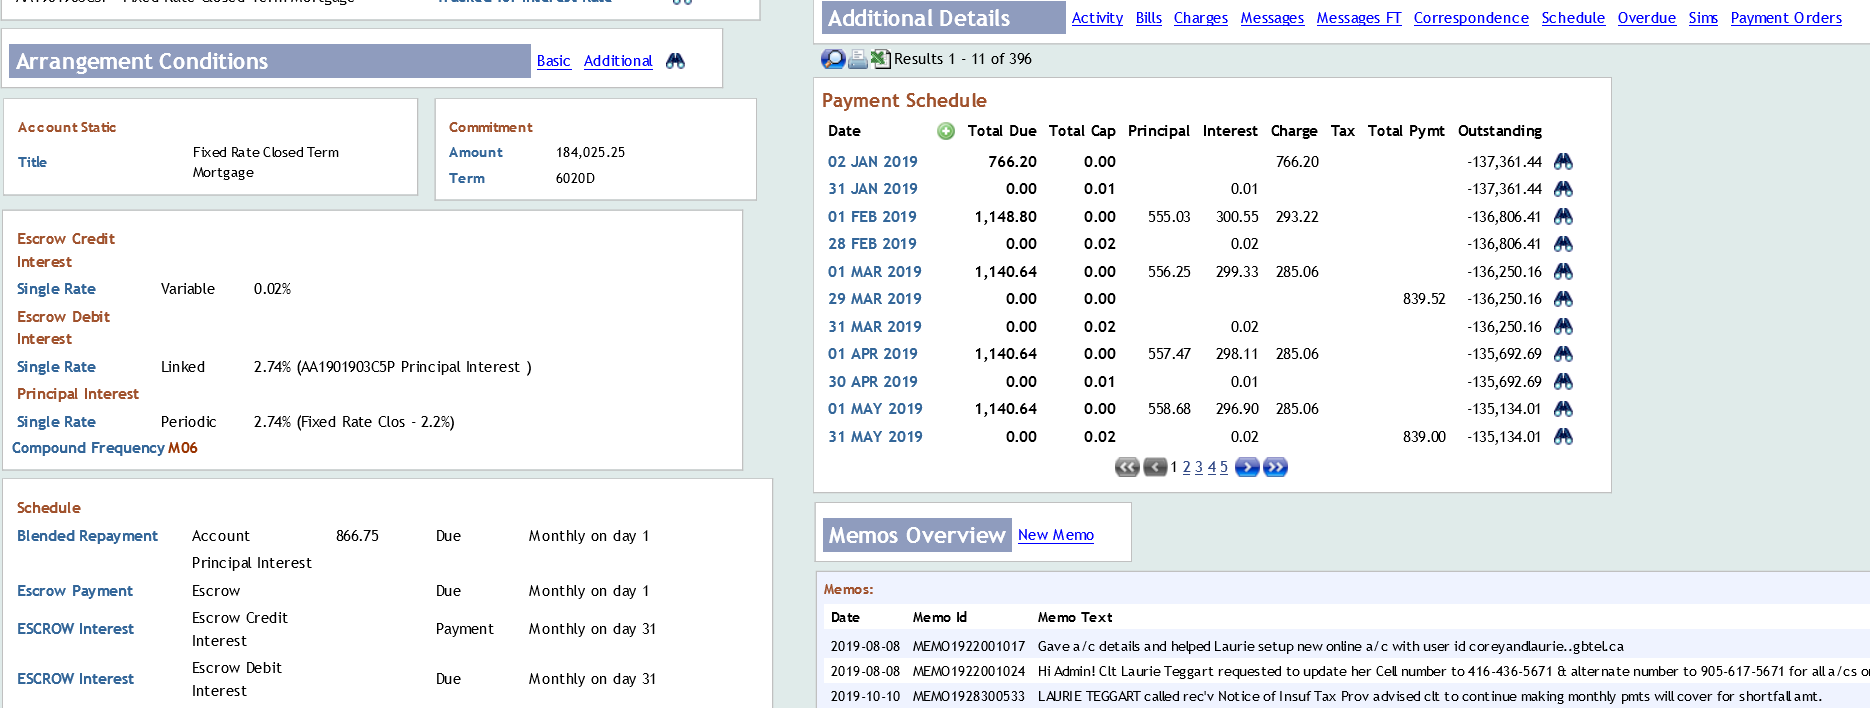 AA1901903C5P - Fixed Rate Closed Term Mortgage Tracked for Interest Rate
Arrangement Conditions Basic Additional
Account Static
Title Fixed Rate Closed Term
Mortgage
Commitment
Amount 184,025.25
Term 6020D
Escrow Credit
Interest
Single Rate Variable 0.02%
Escrow Debit
Interest
Single Rate Linked 2.74% (AA1901903C5P Principal Interest )
Principal Interest
Single Rate Periodic 2.74% (Fixed Rate Clos - 2.2%)
Compound Frequency M06
Schedule
Blended Repayment Account 866.75 Due Monthly on day 1
Principal Interest
Escrow Payment Escrow Due Monthly on day 1
ESCROW Interest Escrow Credit
Interest Payment Monthly on day 31
ESCROW Interest Escrow Debit
Interest Due Monthly on day 31
Additional Details Activity Bills Charges Messages Messages FT Correspondence Schedule Overdue Sims Payment Orders
Results 1 - 11 of 396
Payment Schedule
Date Total Due Total Cap Principal Interest Charge Tax Total Pymt Outstanding
02 JAN 2019 766.20 0.00 766.20 -137,361.44
31 JAN 2019 0.00 0.01 0.01 -137,361.44
01 FEB 2019 1,148.80 0.00 555.03 300.55 293.22 -136,806.41
28 FEB 2019 0.00 0.02 0.02 -136,806.41
01 MAR 2019 1,140.64 0.00 556.25 299.33 285.06 -136,250.16
29 MAR 2019 0.00 0.00 839.52 -136,250.16
31 MAR 2019 0.00 0.02 0.02 -136,250.16
01 APR 2019 1,140.64 0.00 557.47 298.11 285.06 -135,692.69
30 APR 2019 0.00 0.01 0.01 -135,692.69
01 MAY 2019 1,140.64 0.00 558.68 296.90 285.06 -135,134.01
31 MAY 2019 0.00 0.02 0.02 839.00 -135,134.01
1 2 3 4 5
Memos Overview New Memo
Memos:
Date Memo Id Memo Text
2019-08-08 MEMO1922001017 Gave a/c details and helped Laurie setup new online a/c with user id coreyandlaurie..gbtel.ca
2019-08-08 MEMO1922001024 Hi Admin! Clt Laurie Teggart requested to update her Cell number to 416-436-5671 & alternate number to 905-617-5671 for all a/cs
2019-10-10 MEMO1928300533 LAURIE TEGGART called rec'v Notice of Insuf Tax Prov advised clt to continue making monthly pmts will cover for shortfall amt.